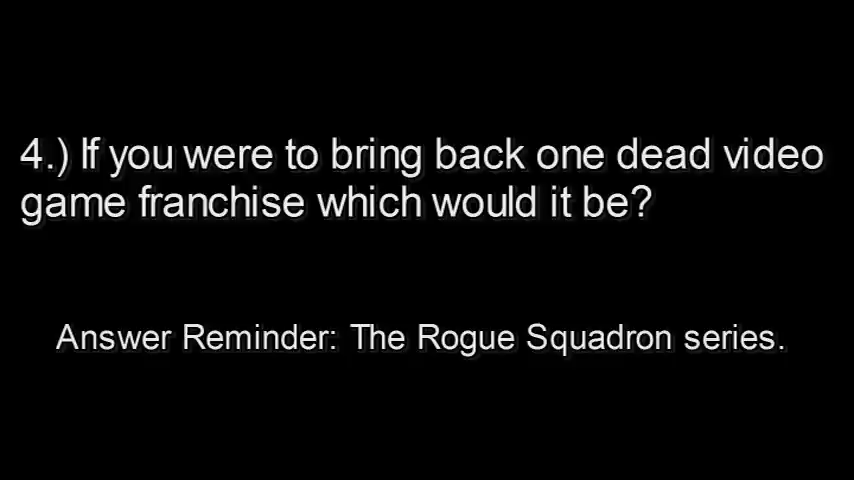 4.) If you were to bring back one dead video
game franchise which would it be?
Answer Reminder: The Rogue Squadron series.